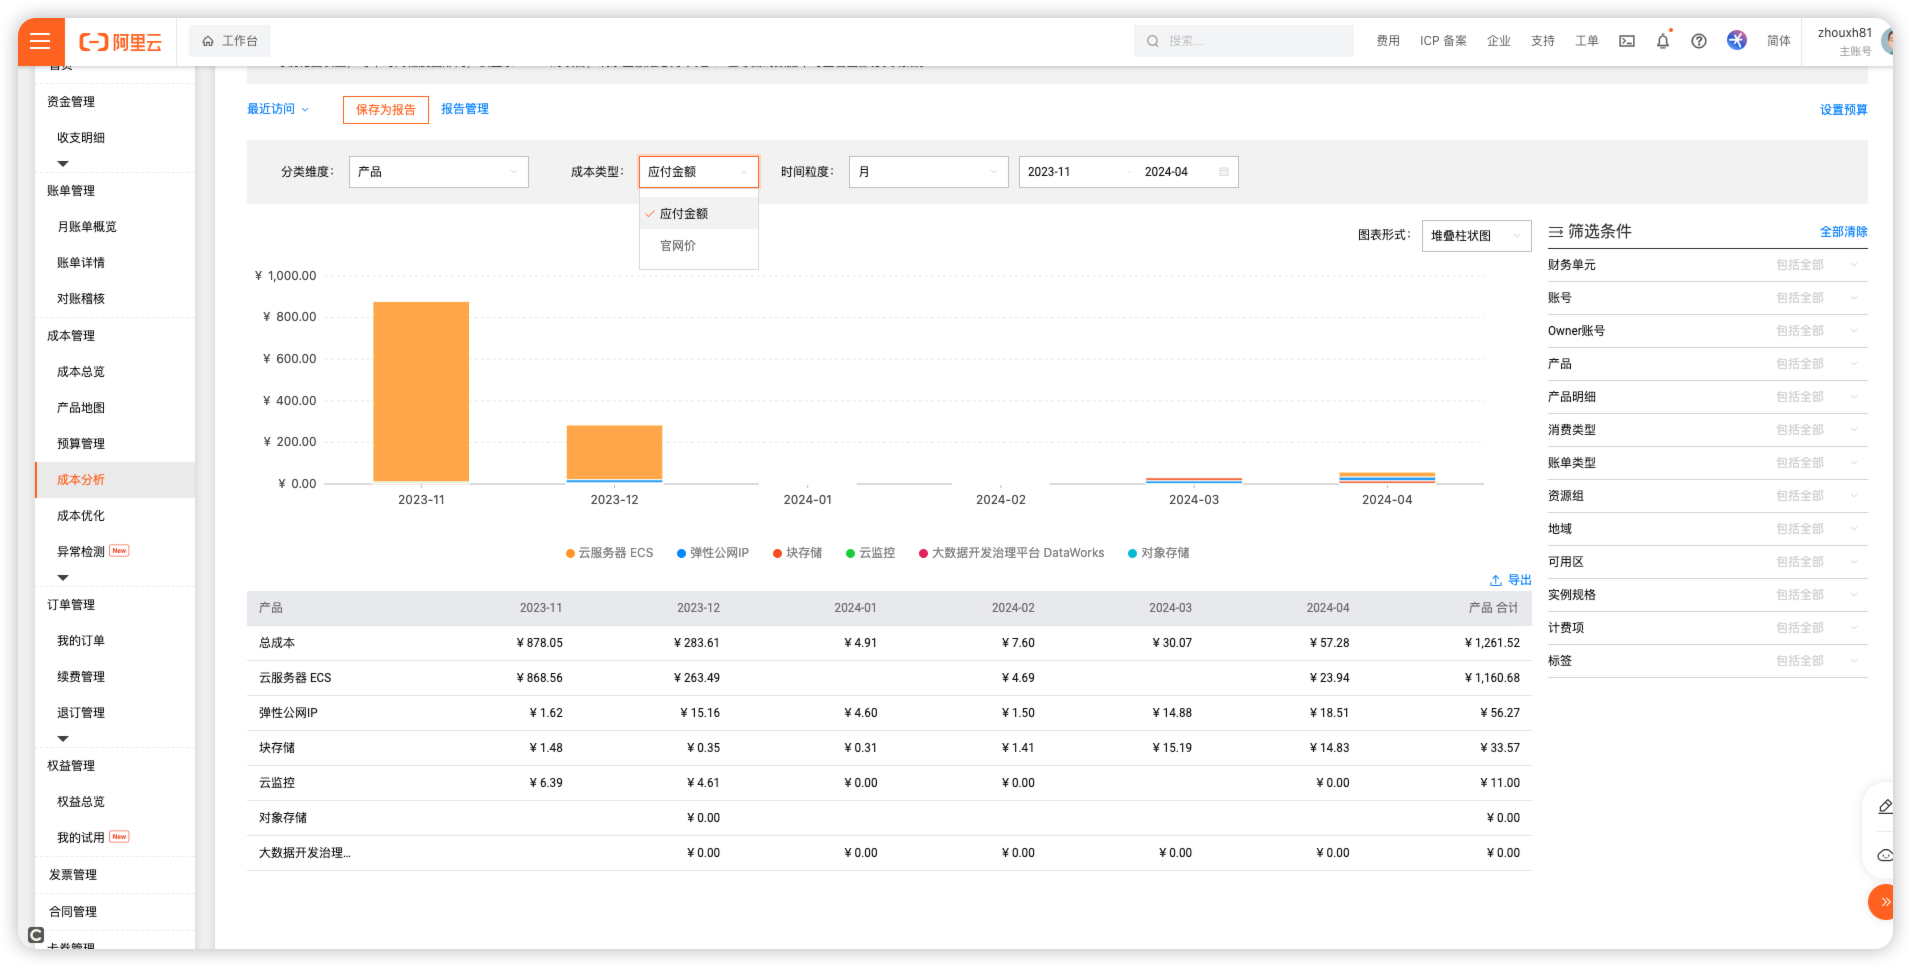 阿里云
工作台
搜索...
费用
ICP 备案
企业
支持
工单
简体
zhouxh81
主账号
资金管理
收支明细
账单管理
月账单概览
账单详情
对账稽核
成本管理
成本总览
产品地图
预算管理
成本分析
成本优化
异常检测 New
订单管理
我的订单
续费管理
退订管理
权益管理
权益总览
我的试用 New
发票管理
合同管理
最近访问
保存为报告
报告管理
设置预算
分类维度： 产品
成本类型： 应付金额
时间粒度： 月
2023-11 - 2024-04
应付金额
官网价
图表形式： 堆叠柱状图
¥ 1,000.00
¥ 800.00
¥ 600.00
¥ 400.00
¥ 200.00
¥ 0.00
2023-11 2023-12 2024-01 2024-02 2024-03 2024-04
云服务器 ECS 弹性公网IP 块存储 云监控 大数据开发治理平台 DataWorks 对象存储
导出
产品 2023-11 2023-12 2024-01 2024-02 2024-03 2024-04 产品 合计
总成本 ¥ 878.05 ¥ 283.61 ¥ 4.91 ¥ 7.60 ¥ 30.07 ¥ 57.28 ¥ 1,261.52
云服务器 ECS ¥ 868.56 ¥ 263.49 ¥ 4.69 ¥ 23.94 ¥ 1,160.68
弹性公网IP ¥ 1.62 ¥ 15.16 ¥ 4.60 ¥ 1.50 ¥ 14.88 ¥ 18.51 ¥ 56.27
块存储 ¥ 1.48 ¥ 0.35 ¥ 0.31 ¥ 1.41 ¥ 15.19 ¥ 14.83 ¥ 33.57
云监控 ¥ 6.39 ¥ 4.61 ¥ 0.00 ¥ 0.00 ¥ 0.00 ¥ 11.00
对象存储 ¥ 0.00 ¥ 0.00
大数据开发治理... ¥ 0.00 ¥ 0.00 ¥ 0.00 ¥ 0.00 ¥ 0.00 ¥ 0.00
筛选条件 全部清除
财务单元 包括全部
账号 包括全部
Owner账号 包括全部
产品 包括全部
产品明细 包括全部
消费类型 包括全部
账单类型 包括全部
资源组 包括全部
地域 包括全部
可用区 包括全部
实例规格 包括全部
计费项 包括全部
标签 包括全部